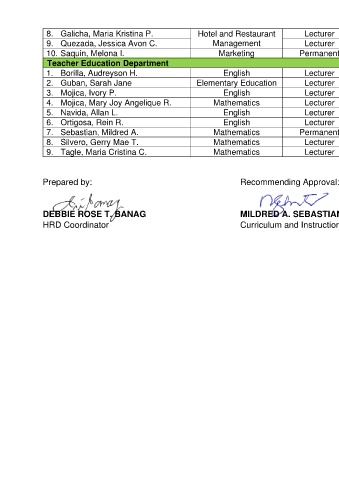 8. Galicha, Maria Kristina P. Hotel and Restaurant Lecturer
9. Quezada, Jessica Avon C. Management Lecturer
10. Saquin, Melona I. Marketing Permanent
Teacher Education Department
1. Borilla, Audreyson H. English Lecturer
2. Guban, Sarah Jane Elementary Education Lecturer
3. Mojica, Ivory P. English Lecturer
4. Mojica, Mary Joy Angelique R. Mathematics Lecturer
5. Navida, Allan L. English Lecturer
6. Ortigosa, Rein R. English Lecturer
7. Sebastian, Mildred A. Mathematics Permanent
8. Silvero, Gerry Mae T. Mathematics Lecturer
9. Tagle, Maria Cristina C. Mathematics Lecturer
Prepared by: Recommending Approval:
DEBBIE ROSE T. BANAG MILDRED A. SEBASTIAN
HRD Coordinator Curriculum and Instruction